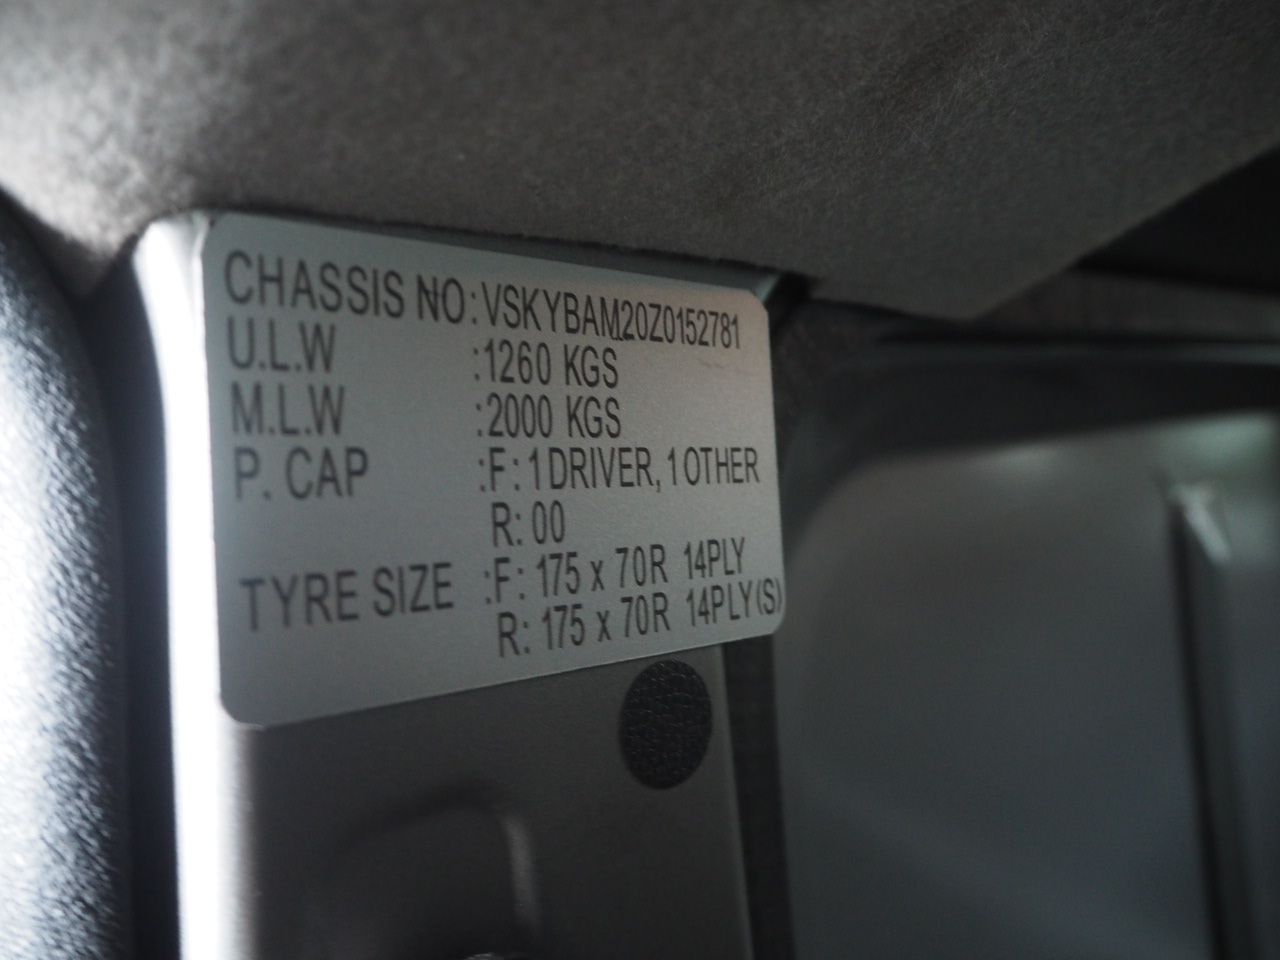 CHASSIS NO:VSKYBAM20Z0152781
U.L.W :1260 KGS
M.L.W :2000 KGS
P. CAP :F: 1 DRIVER, 1 OTHER
R: 00
TYRE SIZE :F: 175 x 70R 14PLY
R: 175 x 70R 14PLY(S)